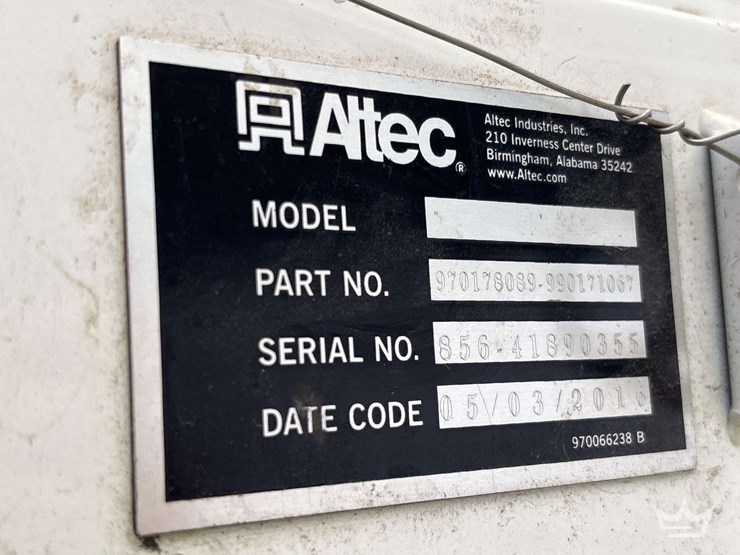 Altec®
Altec Industries, Inc.
210 Inverness Center Drive
Birmingham, Alabama 35242
www.Altec.com
MODEL
PART NO. 970178089-990171067
SERIAL NO. 856-41890355
DATE CODE 05/03/2016
970066238 B